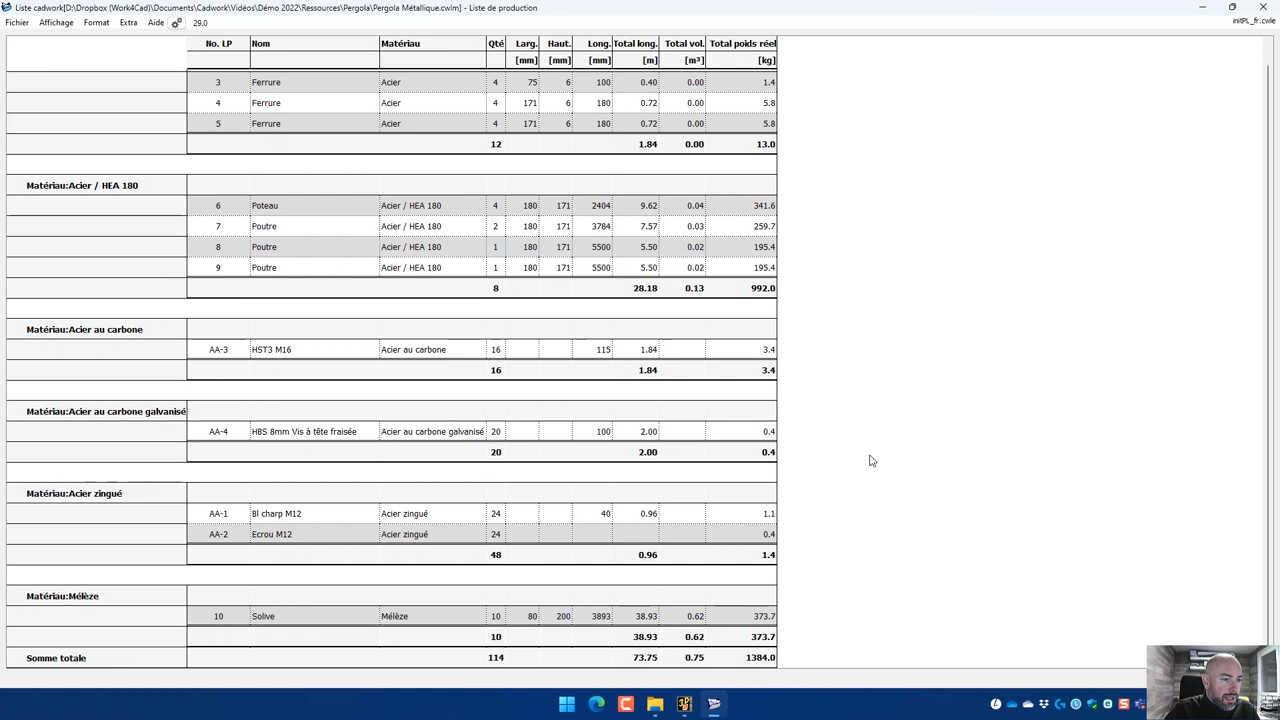 Liste cadwork[D:\Dropbox (Work4Cad)\Documents\Cadwork\Vidéos\Démo 2022\Ressources\Pergola\Pergola Métallique.cwlm] - Liste de production
Fichier Affichage Format Extra Aide 29.0 initPL_fr.cwle
No. LP Nom Matériau Qté Larg. Haut. Long. Total long. Total vol. Total poids réel
[mm] [mm] [mm] [m] [m³] [kg]
3 Ferrure Acier 4 75 6 100 0.40 0.00 1.4
4 Ferrure Acier 4 171 6 180 0.72 0.00 5.8
5 Ferrure Acier 4 171 6 180 0.72 0.00 5.8
12 1.84 0.00 13.0
Matériau:Acier / HEA 180
6 Poteau Acier / HEA 180 4 180 171 2404 9.62 0.04 341.6
7 Poutre Acier / HEA 180 2 180 171 3784 7.57 0.03 259.7
8 Poutre Acier / HEA 180 1 180 171 5500 5.50 0.02 195.4
9 Poutre Acier / HEA 180 1 180 171 5500 5.50 0.02 195.4
8 28.18 0.13 992.0
Matériau:Acier au carbone
AA-3 HST3 M16 Acier au carbone 16 115 1.84 3.4
16 1.84 3.4
Matériau:Acier au carbone galvanisé
AA-4 HBS 8mm Vis à tête fraisée Acier au carbone galvanisé 20 100 2.00 0.4
20 2.00 0.4
Matériau:Acier zingué
AA-1 Bl charp M12 Acier zingué 24 40 0.96 1.1
AA-2 Ecrou M12 Acier zingué 24 0.4
48 0.96 1.4
Matériau:Mélèze
10 Solive Mélèze 10 80 200 3893 38.93 0.62 373.7
10 38.93 0.62 373.7
Somme totale 114 73.75 0.75 1384.0